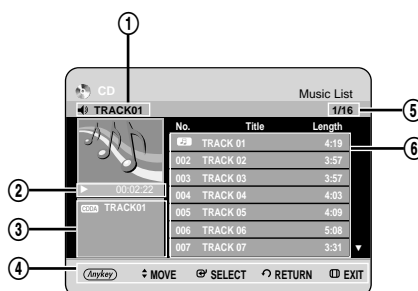 ①
CD
Music List
TRACK01
1/16
⑤
No. Title Length
TRACK 01 4:19
⑥
002 TRACK 02 3:57
003 TRACK 03 3:57
004 TRACK 04 4:03
005 TRACK 05 4:09
006 TRACK 06 5:08
007 TRACK 07 3:31
②
00:02:22
③
CDDA TRACK01
④
Anykey MOVE SELECT RETURN EXIT